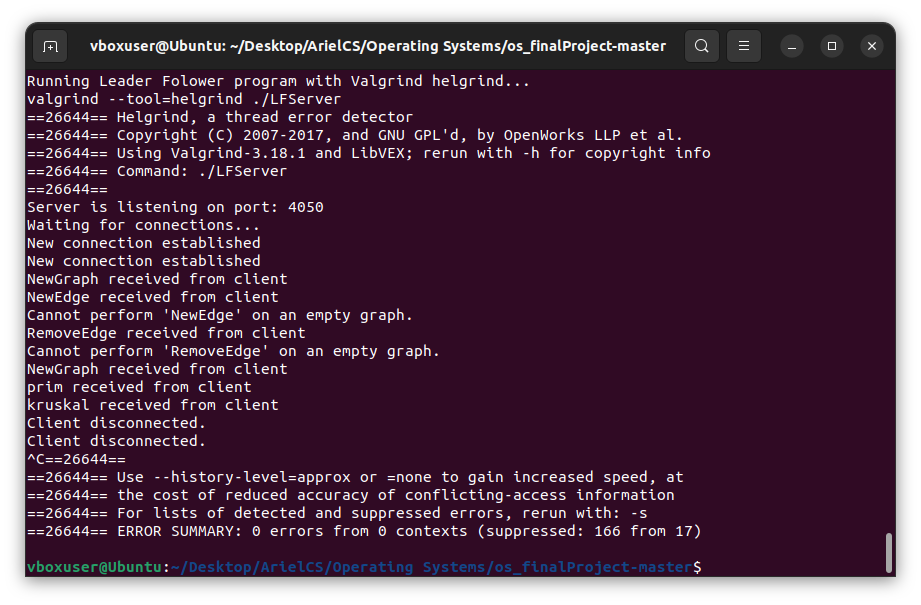 vboxuser@Ubuntu: ~/Desktop/ArielCS/Operating Systems/os_finalProject-master
Running Leader Folower program with Valgrind helgrind...
valgrind --tool=helgrind ./LFServer
==26644== Helgrind, a thread error detector
==26644== Copyright (C) 2007-2017, and GNU GPL'd, by OpenWorks LLP et al.
==26644== Using Valgrind-3.18.1 and LibVEX; rerun with -h for copyright info
==26644== Command: ./LFServer
==26644==
Server is listening on port: 4050
Waiting for connections...
New connection established
New connection established
NewGraph received from client
NewEdge received from client
Cannot perform 'NewEdge' on an empty graph.
RemoveEdge received from client
Cannot perform 'RemoveEdge' on an empty graph.
NewGraph received from client
prim received from client
kruskal received from client
Client disconnected.
Client disconnected.
^C==26644==
==26644== Use --history-level=approx or =none to gain increased speed, at
==26644== the cost of reduced accuracy of conflicting-access information
==26644== For lists of detected and suppressed errors, rerun with: -s
==26644== ERROR SUMMARY: 0 errors from 0 contexts (suppressed: 166 from 17)
vboxuser@Ubuntu:~/Desktop/ArielCS/Operating Systems/os_finalProject-master$